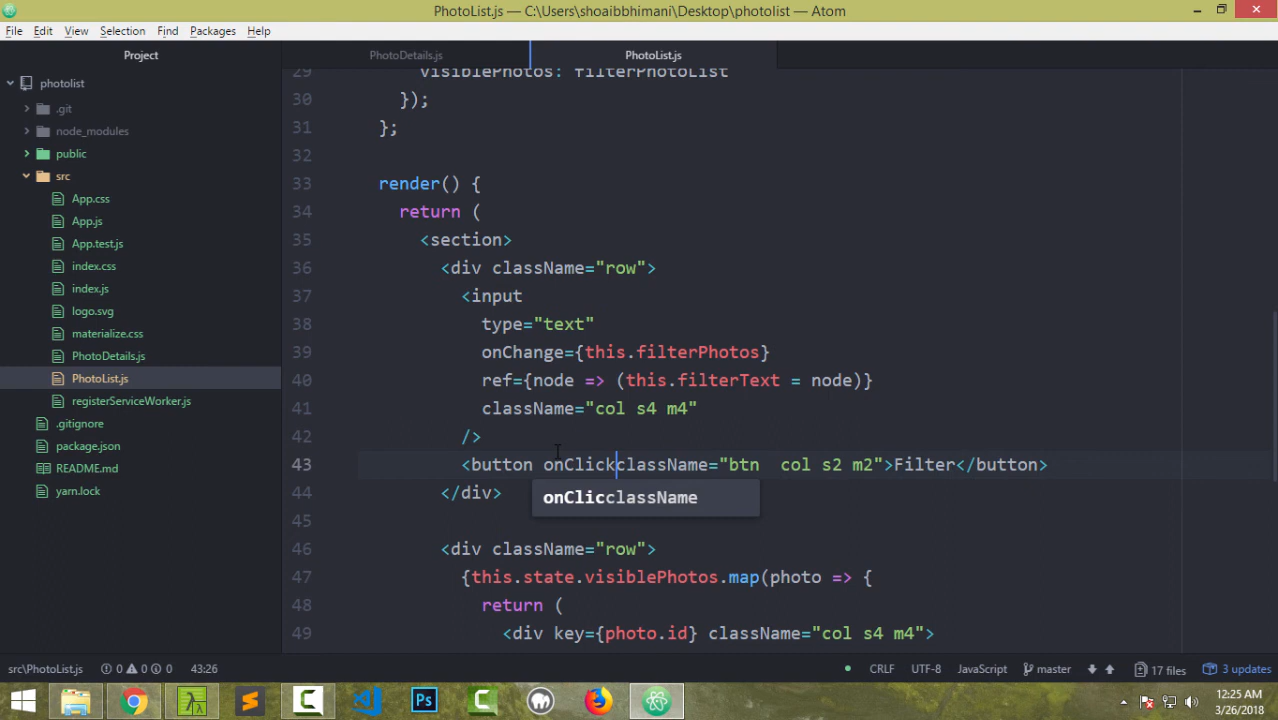 PhotoList.js — C:\Users\shoaibbhimani\Desktop\photolist — Atom
File Edit View Selection Find Packages Help
Project
PhotoDetails.js
PhotoList.js
photolist
.git
node_modules
public
src
App.css
App.js
App.test.js
index.css
index.js
logo.svg
materialize.css
PhotoDetails.js
PhotoList.js
registerServiceWorker.js
.gitignore
package.json
README.md
yarn.lock
29 visiblePhotos: filterPhotoList
30 });
31 };
32
33 render() {
34 return (
35 <section>
36 <div className="row">
37 <input
38 type="text"
39 onChange={this.filterPhotos}
40 ref={node => (this.filterText = node)}
41 className="col s4 m4"
42 />
43 <button onClickclassName="btn  col s2 m2">Filter</button>
44 </div>
onClicclassName
45
46 <div className="row">
47 {this.state.visiblePhotos.map(photo => {
48 return (
49 <div key={photo.id} className="col s4 m4">
src\PhotoList.js 0 0 0 43:26 CRLF UTF-8 JavaScript master 17 files 3 updates
Ps
12:25 AM
3/26/2018